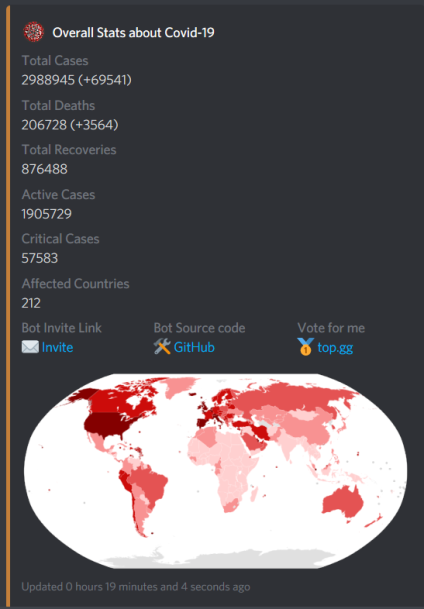 Overall Stats about Covid-19
Total Cases
2988945 (+69541)
Total Deaths
206728 (+3564)
Total Recoveries
876488
Active Cases
1905729
Critical Cases
57583
Affected Countries
212
Bot Invite Link Bot Source code Vote for me
Invite GitHub top.gg
Updated 0 hours 19 minutes and 4 seconds ago